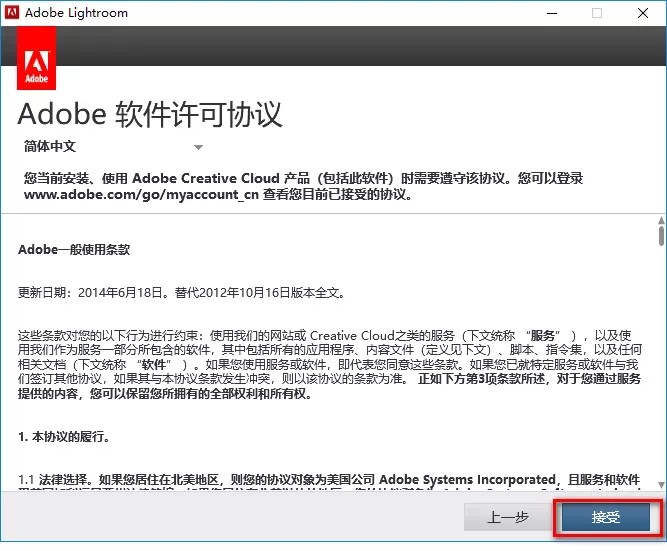 Adobe Lightroom
Adobe
Adobe 软件许可协议
简体中文
您当前安装、使用 Adobe Creative Cloud 产品（包括此软件）时需要遵守该协议。您可以登录
www.adobe.com/go/myaccount_cn 查看您目前已接受的协议。
Adobe一般使用条款
更新日期：2014年6月18日。替代2012年10月16日版本全文。
这些条款对您的以下行为进行约束：使用我们的网站或 Creative Cloud之类的服务（下文统称 “服务” ），以及使
用我们作为服务一部分所包含的软件，其中包括所有的应用程序、内容文件（定义见下文）、脚本、指令集，以及任何
相关文档（下文统称 “软件” ）。如果您使用服务或软件，即代表您同意这些条款。如果您已就特定服务或软件与我
们签订其他协议，如果其与本协议条款发生冲突，则以该协议的条款为准。 正如下方第3项条款所述，对于您通过服务
提供的内容，您可以保留您所拥有的全部权利和所有权。
1. 本协议的履行。
1.1 法律选择。如果您居住在北美地区，则您的协议对象为美国公司 Adobe Systems Incorporated，且服务和软件
上一步
接受